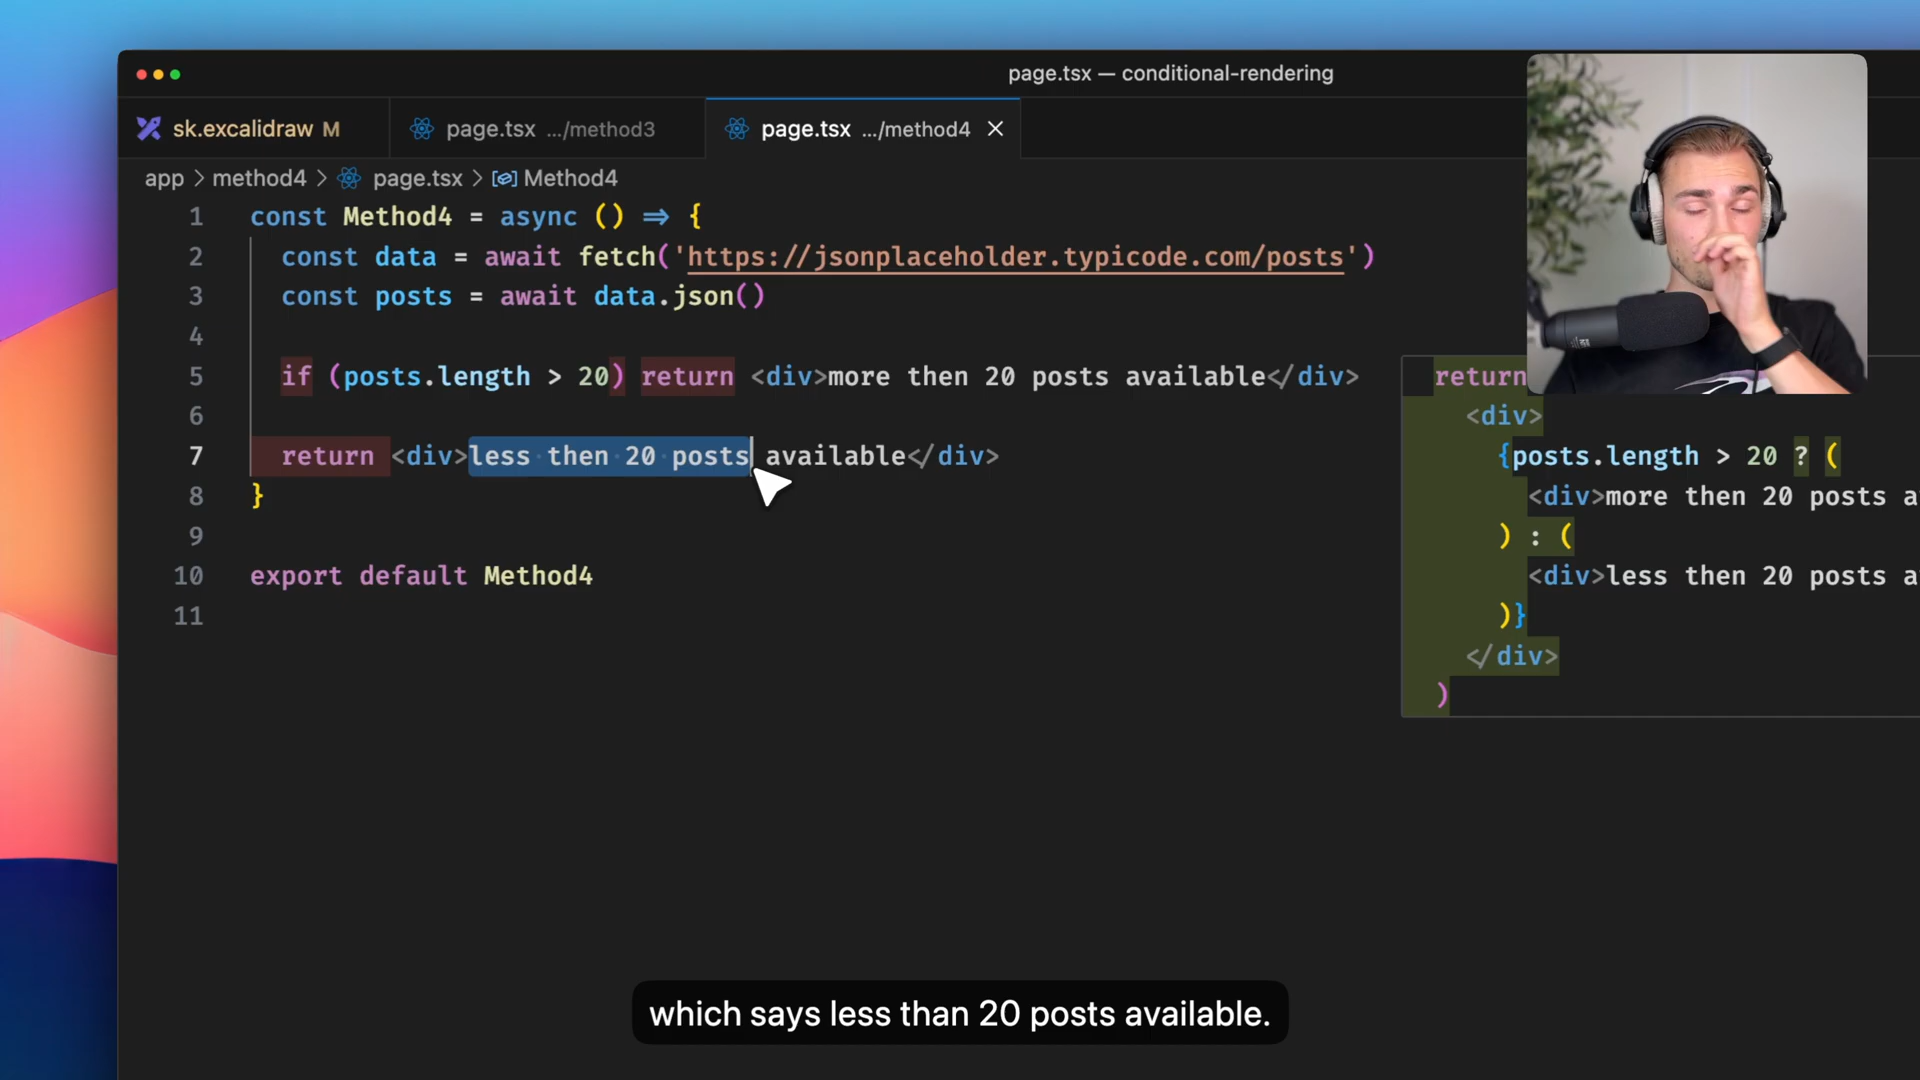 page.tsx — conditional-rendering
sk.excalidraw M
page.tsx .../method3
page.tsx .../method4
app > method4 > page.tsx > Method4
1 const Method4 = async () => {
2 const data = await fetch('https://jsonplaceholder.typicode.com/posts')
3 const posts = await data.json()
4
5 if (posts.length > 20) return <div>more then 20 posts available</div>
6
7 return <div>less then 20 posts available</div>
8 }
9
10 export default Method4
11
return
<div>
{posts.length > 20 ? (
<div>more then 20 posts a
) : (
<div>less then 20 posts a
)}
</div>
)
which says less than 20 posts available.